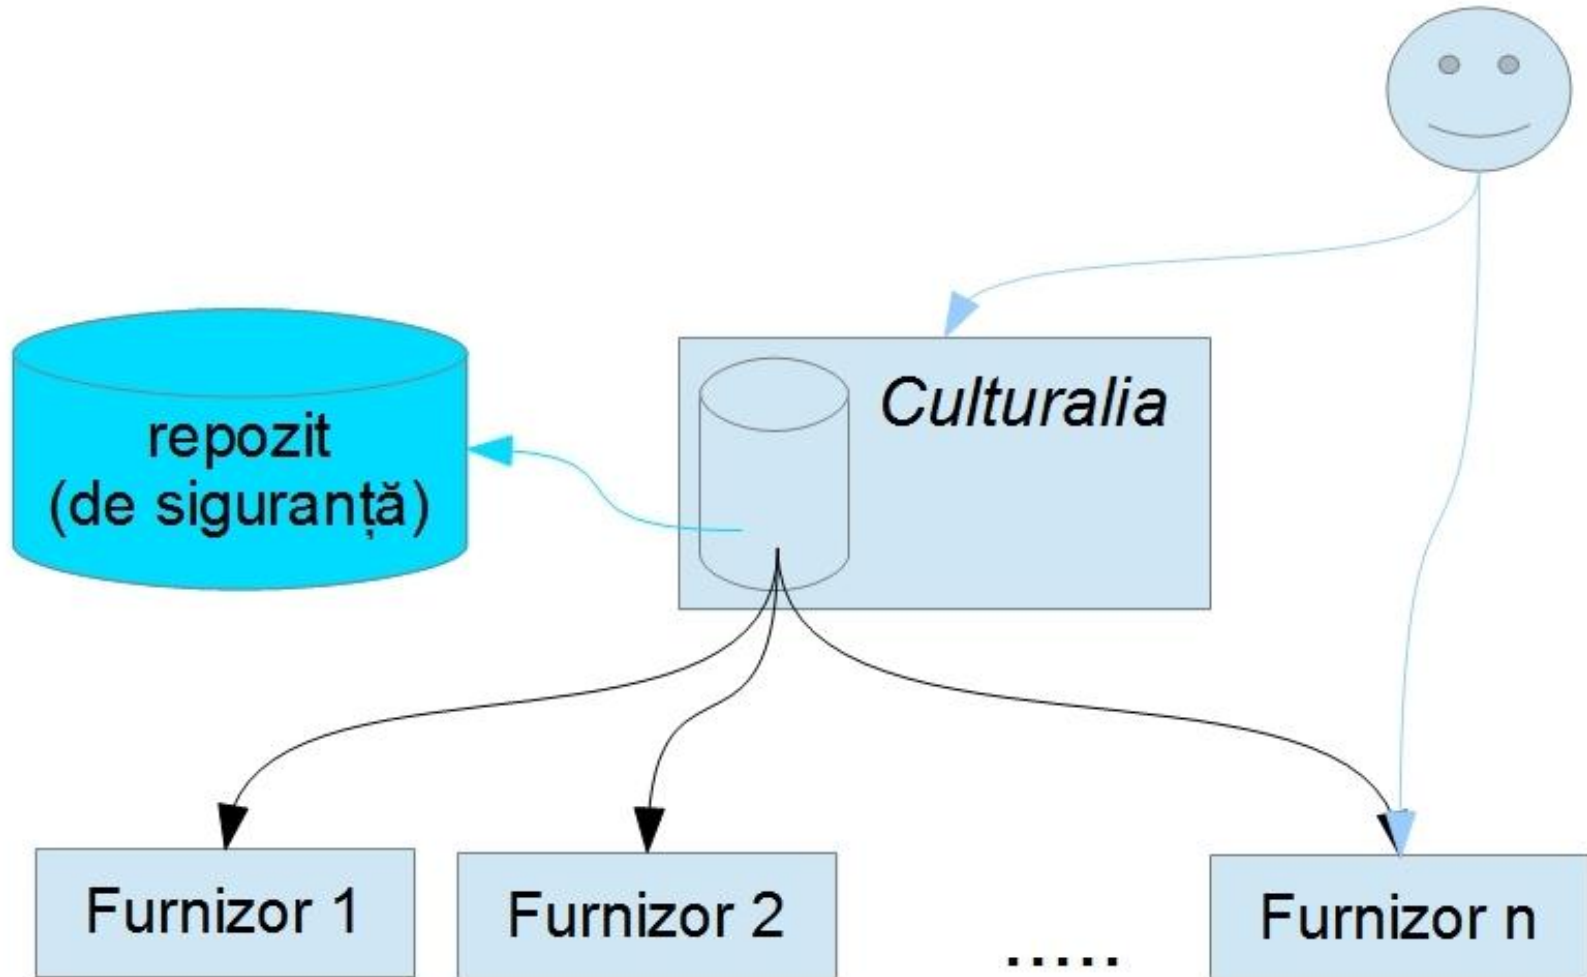 Culturalia
repozit
(de siguranță)
Furnizor 1
Furnizor 2
.....
Furnizor n